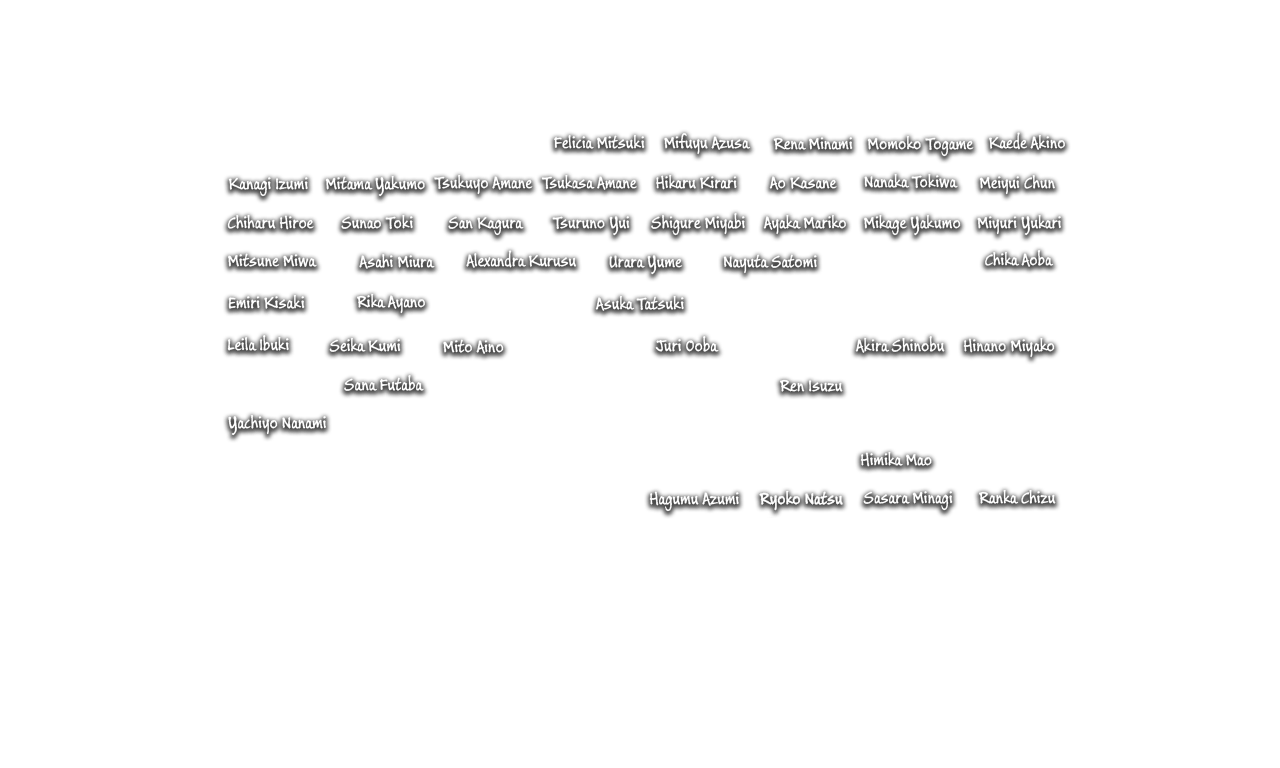 Felicia Mitsuki Mifuyu Azusa Rena Minami Momoko Togame Kaede Akino
Kanagi Izumi Mitama Yakumo Tsukuyo Amane Tsukasa Amane Hikaru Kirari Ao Kasane Nanaka Tokiwa Meiyui Chun
Chiharu Hiroe Sunao Toki San Kagura Tsuruno Yui Shigure Miyabi Ayaka Mariko Mikage Yakumo Miyuri Yukari
Mitsune Miwa Asahi Miura Alexandra Kurusu Urara Yume Nayuta Satomi Chika Aoba
Emiri Kisaki Rika Ayano Asuka Tatsuki
Leila Ibuki Seika Kumi Mito Aino Juri Ooba Akira Shinobu Hinano Miyako
Sana Futaba Ren Isuzu
Yachiyo Nanami
Himika Mao
Hagumu Azumi Ryoko Natsu Sasara Minagi Ranka Chizu